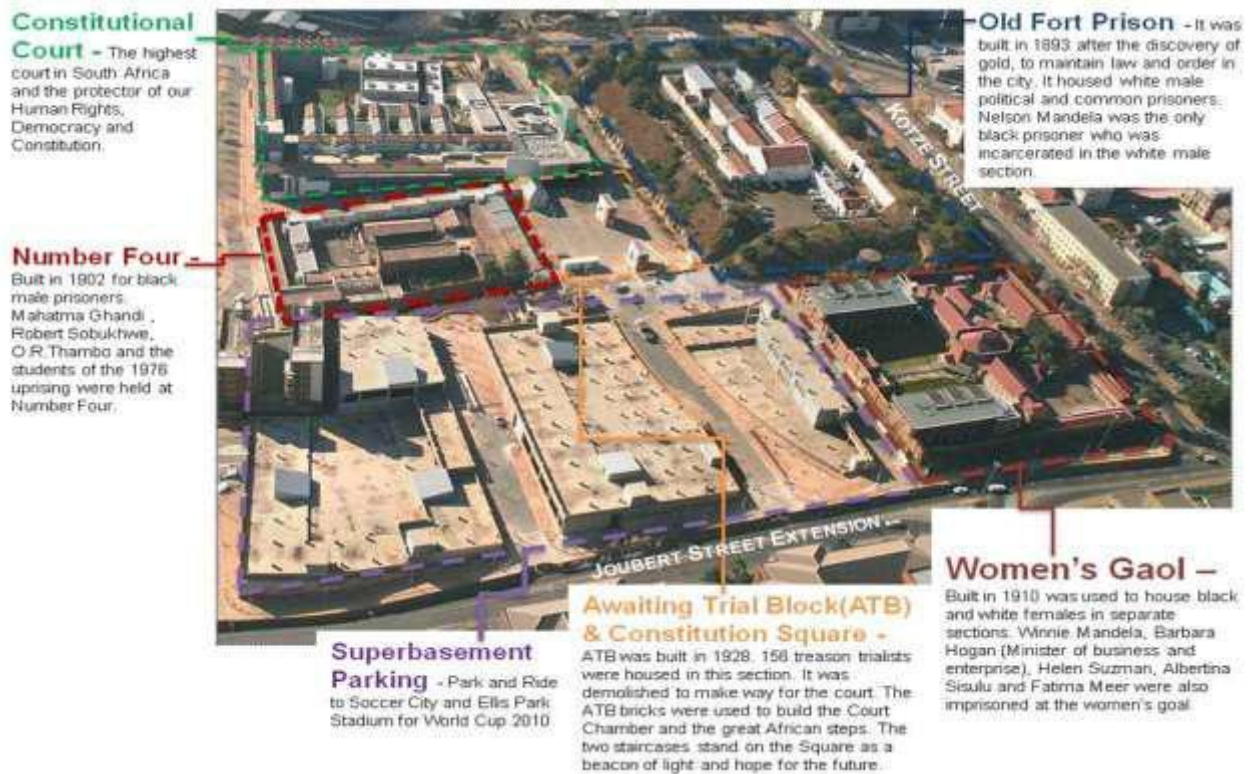 Constitutional
Court - The highest
court in South Africa
and the protector of our
Human Rights,
Democracy and
Constitution.
Old Fort Prison - It was
built in 1893 after the discovery of
gold, to maintain law and order in
the city. It housed white male
political and common prisoners.
Nelson Mandela was the only
black prisoner who was
incarcerated in the white male
section.
KOTZE STREET
Number Four -
Built in 1902 for black
male prisoners.
Mahatma Ghandi ,
Robert Sobukhwe,
O.R.Thambo and the
students of the 1976
uprising were held at
Number Four.
JOUBERT STREET EXTENSION
Superbasement
Parking - Park and Ride
to Soccer City and Ellis Park
Stadium for World Cup 2010
Awaiting Trial Block(ATB)
& Constitution Square -
ATB was built in 1928. 156 treason trialists
were housed in this section. It was
demolished to make way for the court. The
ATB bricks were used to build the Court
Chamber and the great African steps. The
two staircases stand on the Square as a
beacon of light and hope for the future.
Women's Gaol –
Built in 1910 was used to house black
and white females in separate
sections. Winnie Mandela, Barbara
Hogan (Minister of business and
enterprise), Helen Suzman, Albertina
Sisulu and Fatima Meer were also
imprisoned at the women's goal